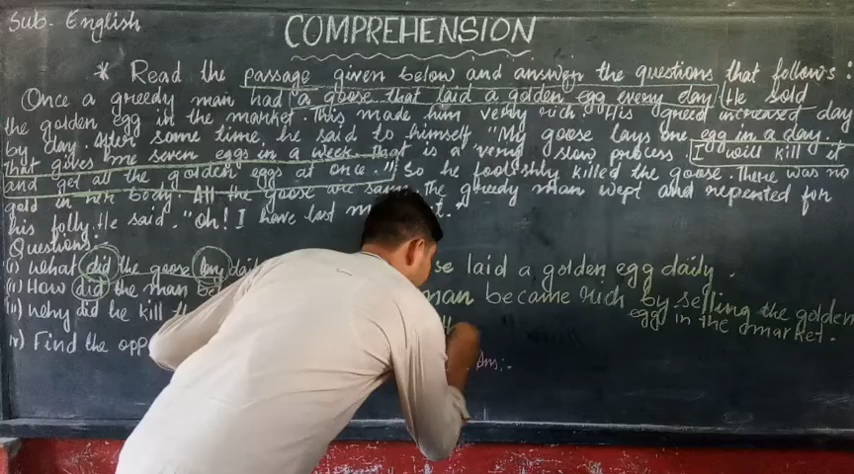 Sub- English
COMPREHENSION
* Read the passage given below and answer the questions that follows :
Once a greedy man had a goose that laid a golden egg every day. He sold
the golden egg in the market. This made him verry rich. His greed increased day
by day. After some time, he said to himself "My goose lays one egg in a day.
That gives me seven eggs in a week. That is a very slow process. I will kill it
and get all the golden eggs at once." So he foolishly killed the goose. There was no
gold in her body. All the goose are same. The greedy man wept and repented for
his folly. He said. "Oh! I have last
Questions:-
(i) What did the goose lay se laid a golden egg daily.
(ii) How did the man man became rich by selling the golden
egg in the market.
(iii) Why did he kill
iv) Find the opp Ans:-